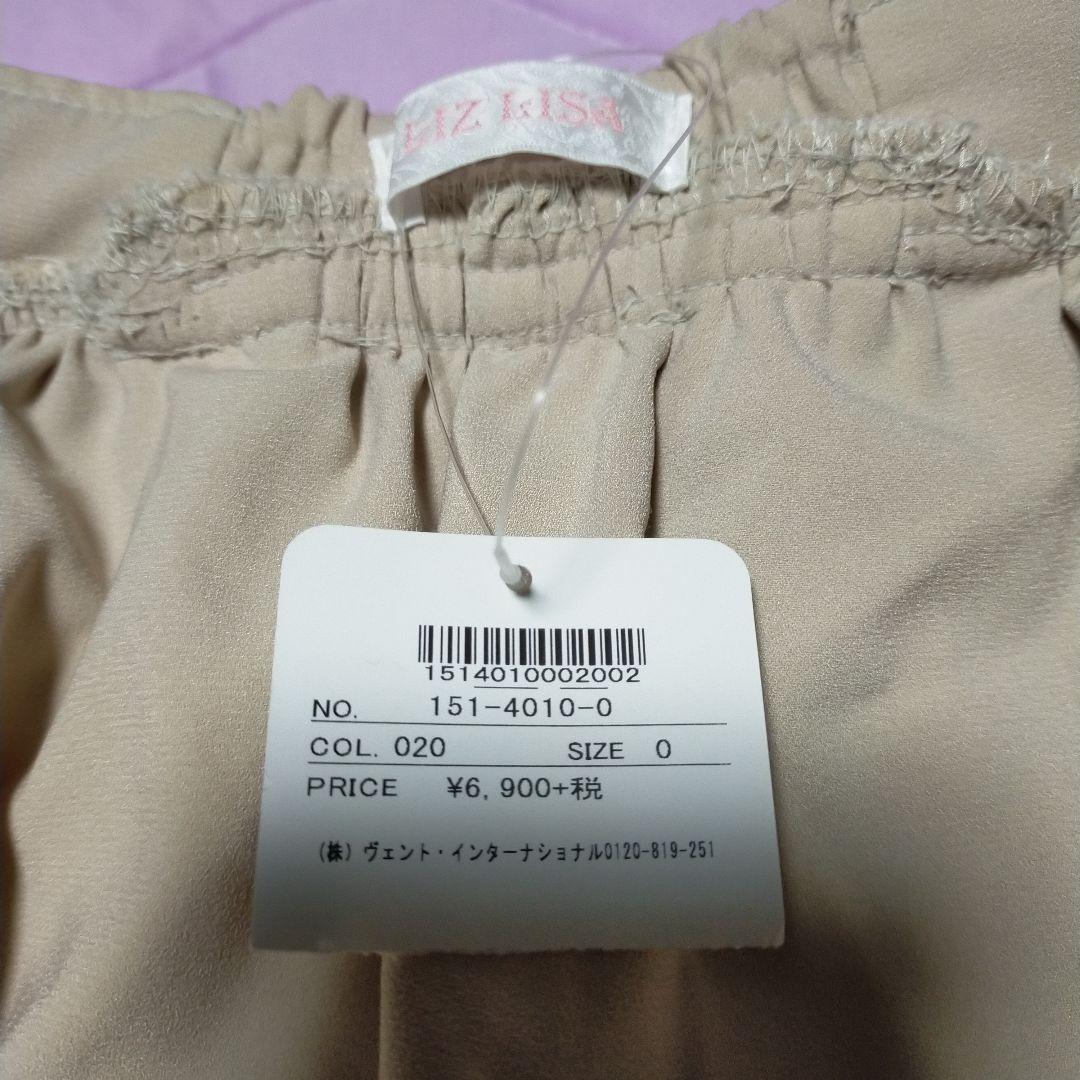 LIZ LISA
1514010002002
NO. 151-4010-0
COL. 020 SIZE 0
PRICE ¥6,900+税
(株)ヴェント・インターナショナル0120-819-251